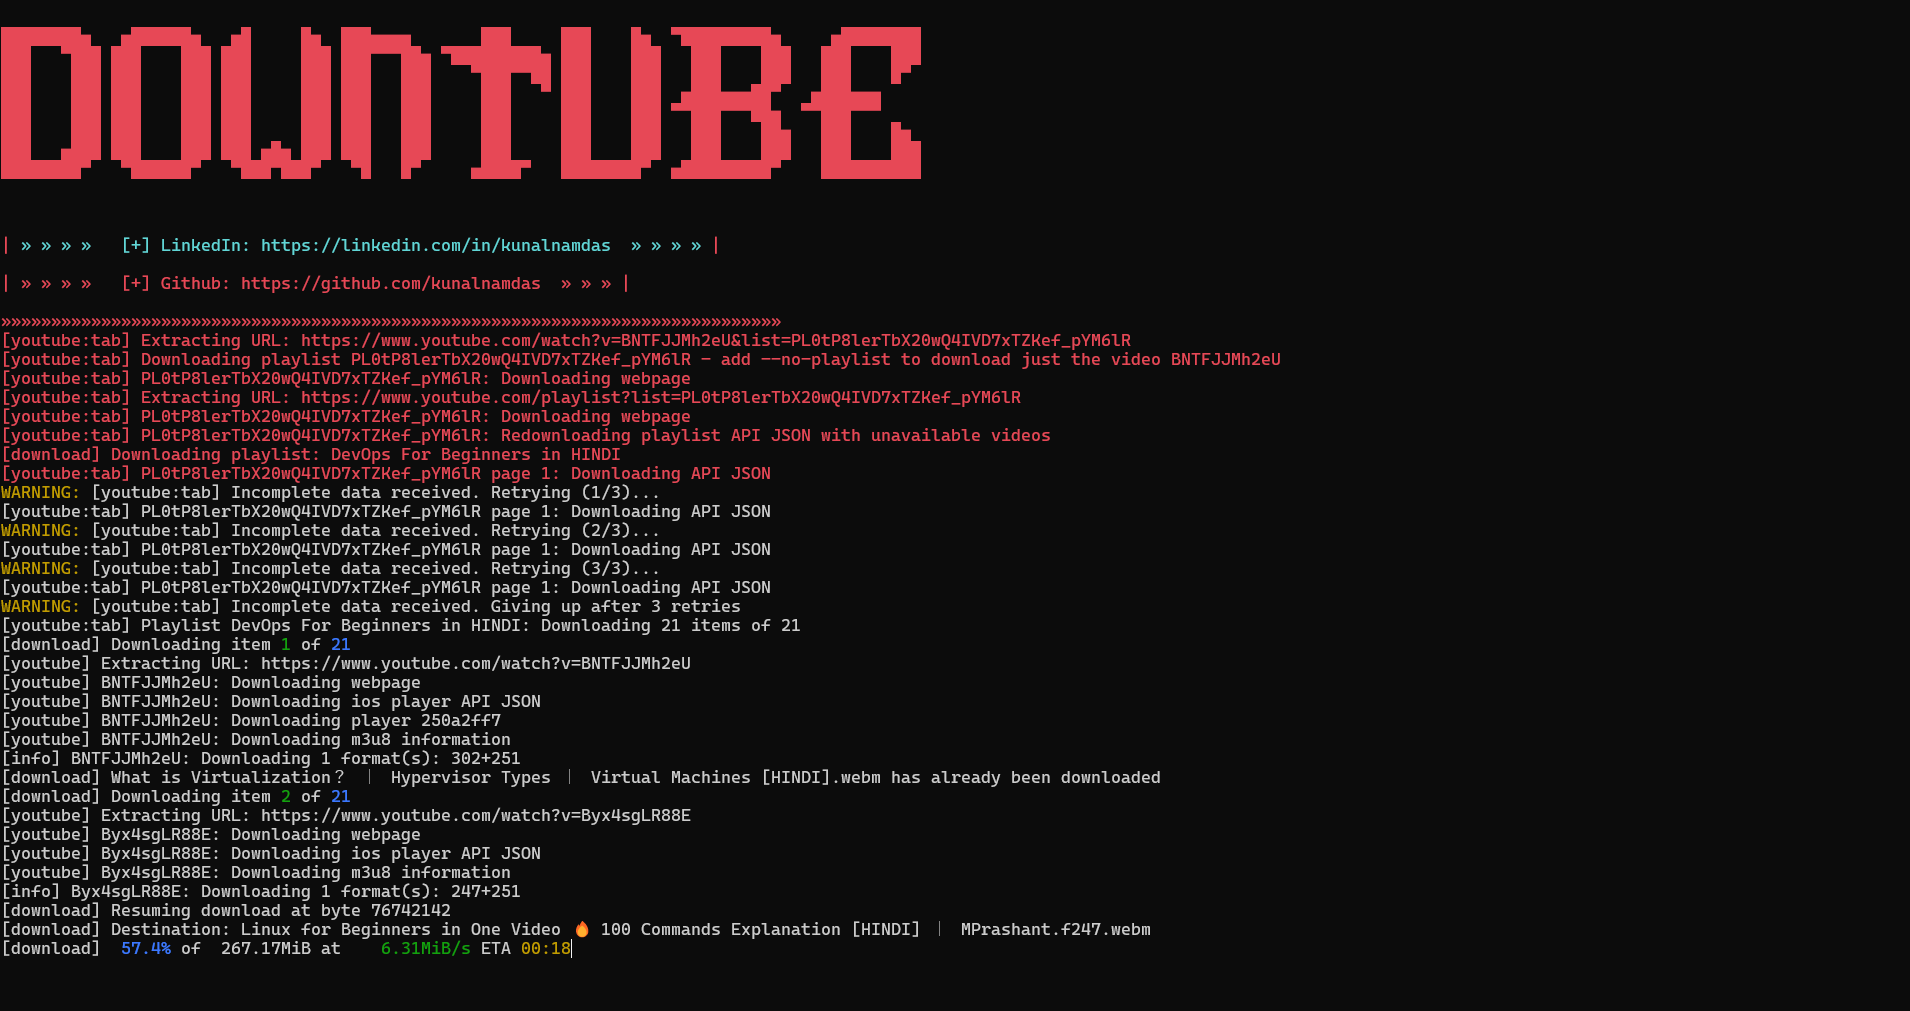 DOWNTUBE
| » » » »   [+] LinkedIn: https://linkedin.com/in/kunalnamdas  » » » » |
| » » » »   [+] Github: https://github.com/kunalnamdas  » » » |
»»»»»»»»»»»»»»»»»»»»»»»»»»»»»»»»»»»»»»»»»»»»»»»»»»»»»»»»»»»»»»»»»»»»»»»»»»»»»»
[youtube:tab] Extracting URL: https://www.youtube.com/watch?v=BNTFJJMh2eU&list=PL0tP8lerTbX20wQ4IVD7xTZKef_pYM6lR
[youtube:tab] Downloading playlist PL0tP8lerTbX20wQ4IVD7xTZKef_pYM6lR - add --no-playlist to download just the video BNTFJJMh2eU
[youtube:tab] PL0tP8lerTbX20wQ4IVD7xTZKef_pYM6lR: Downloading webpage
[youtube:tab] Extracting URL: https://www.youtube.com/playlist?list=PL0tP8lerTbX20wQ4IVD7xTZKef_pYM6lR
[youtube:tab] PL0tP8lerTbX20wQ4IVD7xTZKef_pYM6lR: Downloading webpage
[youtube:tab] PL0tP8lerTbX20wQ4IVD7xTZKef_pYM6lR: Redownloading playlist API JSON with unavailable videos
[download] Downloading playlist: DevOps For Beginners in HINDI
[youtube:tab] PL0tP8lerTbX20wQ4IVD7xTZKef_pYM6lR page 1: Downloading API JSON
WARNING: [youtube:tab] Incomplete data received. Retrying (1/3)...
[youtube:tab] PL0tP8lerTbX20wQ4IVD7xTZKef_pYM6lR page 1: Downloading API JSON
WARNING: [youtube:tab] Incomplete data received. Retrying (2/3)...
[youtube:tab] PL0tP8lerTbX20wQ4IVD7xTZKef_pYM6lR page 1: Downloading API JSON
WARNING: [youtube:tab] Incomplete data received. Retrying (3/3)...
[youtube:tab] PL0tP8lerTbX20wQ4IVD7xTZKef_pYM6lR page 1: Downloading API JSON
WARNING: [youtube:tab] Incomplete data received. Giving up after 3 retries
[youtube:tab] Playlist DevOps For Beginners in HINDI: Downloading 21 items of 21
[download] Downloading item 1 of 21
[youtube] Extracting URL: https://www.youtube.com/watch?v=BNTFJJMh2eU
[youtube] BNTFJJMh2eU: Downloading webpage
[youtube] BNTFJJMh2eU: Downloading ios player API JSON
[youtube] BNTFJJMh2eU: Downloading player 250a2ff7
[youtube] BNTFJJMh2eU: Downloading m3u8 information
[info] BNTFJJMh2eU: Downloading 1 format(s): 302+251
[download] What is Virtualization？ ｜ Hypervisor Types ｜ Virtual Machines [HINDI].webm has already been downloaded
[download] Downloading item 2 of 21
[youtube] Extracting URL: https://www.youtube.com/watch?v=Byx4sgLR88E
[youtube] Byx4sgLR88E: Downloading webpage
[youtube] Byx4sgLR88E: Downloading ios player API JSON
[youtube] Byx4sgLR88E: Downloading m3u8 information
[info] Byx4sgLR88E: Downloading 1 format(s): 247+251
[download] Resuming download at byte 76742142
[download] Destination: Linux for Beginners in One Video 🔥 100 Commands Explanation [HINDI] ｜ MPrashant.f247.webm
[download]  57.4% of  267.17MiB at    6.31MiB/s ETA 00:18